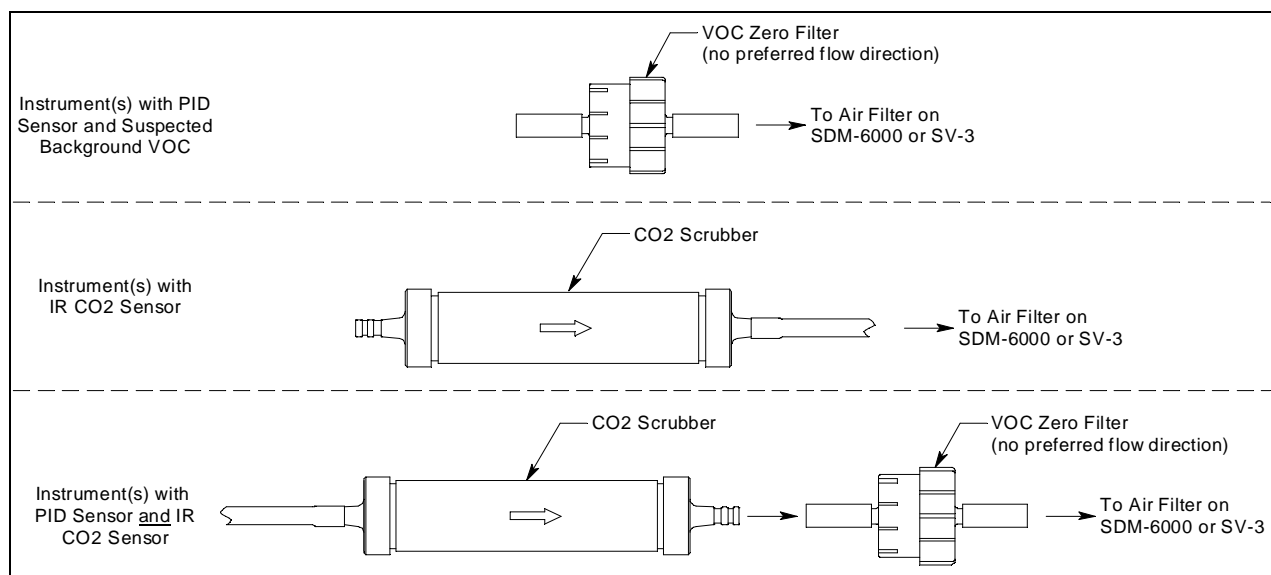 VOC Zero Filter
(no preferred flow direction)
Instrument(s) with PID
Sensor and Suspected
Background VOC
To Air Filter on
SDM-6000 or SV-3
CO2 Scrubber
Instrument(s) with
IR CO2 Sensor
To Air Filter on
SDM-6000 or SV-3
CO2 Scrubber
VOC Zero Filter
(no preferred flow direction)
Instrument(s) with
PID Sensor and IR
CO2 Sensor
To Air Filter on
SDM-6000 or SV-3